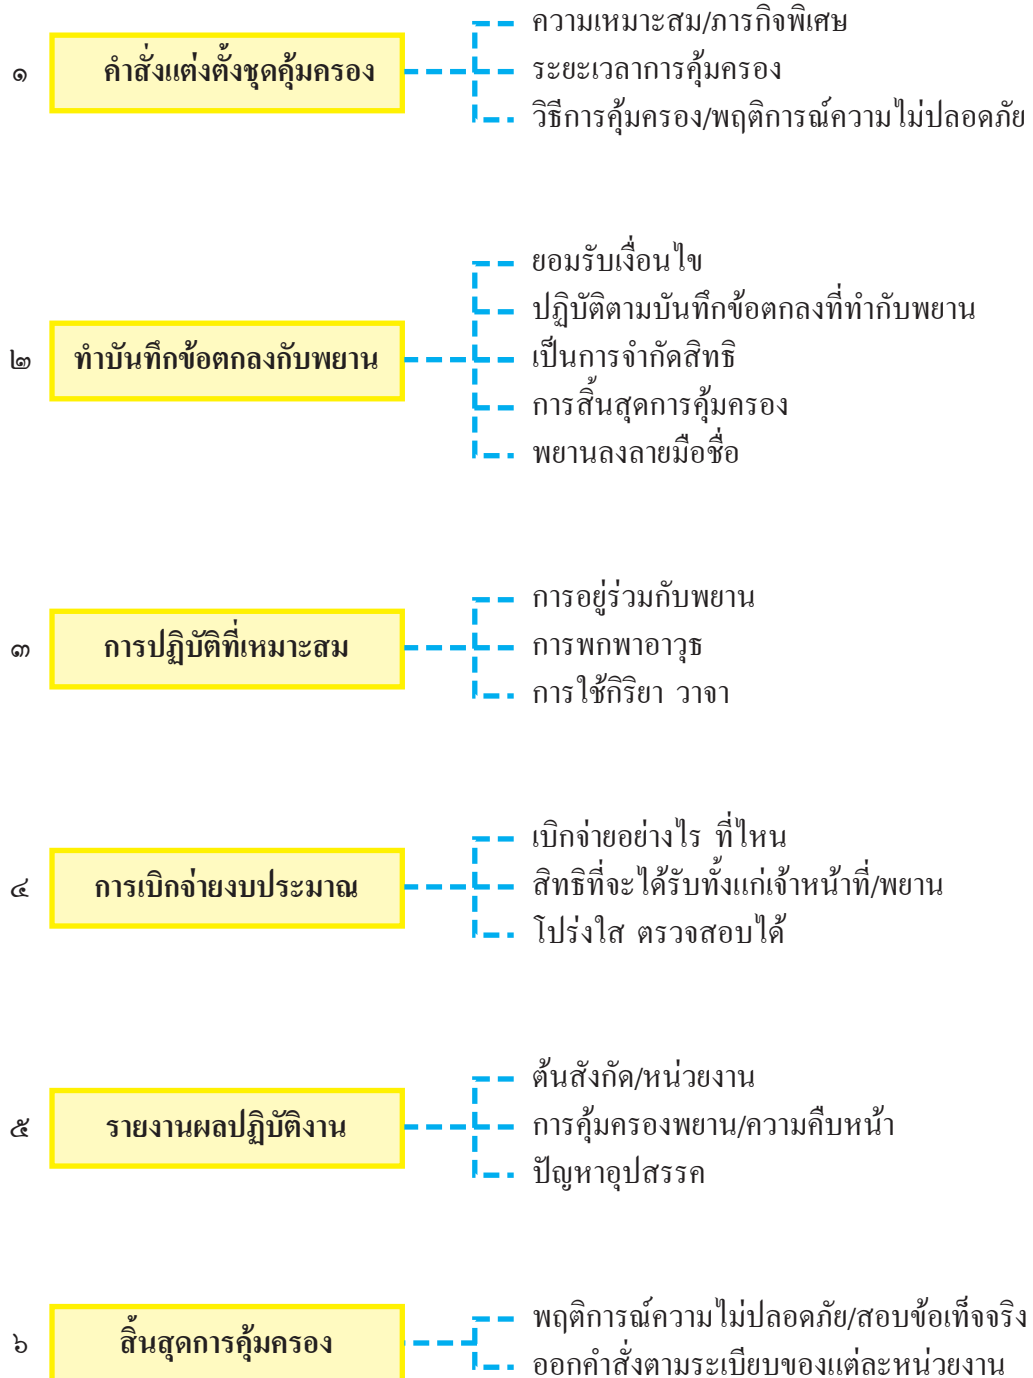 ความเหมาะสม/ภารกิจพิเศษ
๑ คำสั่งแต่งตั้งชุดคุ้มครอง ระยะเวลาการคุ้มครอง
วิธีการคุ้มครอง/พฤติการณ์ความไม่ปลอดภัย
ยอมรับเงื่อนไข
ปฏิบัติตามบันทึกข้อตกลงที่ทำกับพยาน
๒ ทำบันทึกข้อตกลงกับพยาน เป็นการจำกัดสิทธิ
การสิ้นสุดการคุ้มครอง
พยานลงลายมือชื่อ
การอยู่ร่วมกับพยาน
๓ การปฏิบัติที่เหมาะสม การพกพาอาวุธ
การใช้กิริยา วาจา
เบิกจ่ายอย่างไร ที่ไหน
๔ การเบิกจ่ายงบประมาณ สิทธิที่จะได้รับทั้งแก่เจ้าหน้าที่/พยาน
โปร่งใส ตรวจสอบได้
ต้นสังกัด/หน่วยงาน
๕ รายงานผลปฏิบัติงาน การคุ้มครองพยาน/ความคืบหน้า
ปัญหาอุปสรรค
พฤติการณ์ความไม่ปลอดภัย/สอบข้อเท็จจริง
๖ สิ้นสุดการคุ้มครอง
ออกคำสั่งตามระเบียบของแต่ละหน่วยงาน